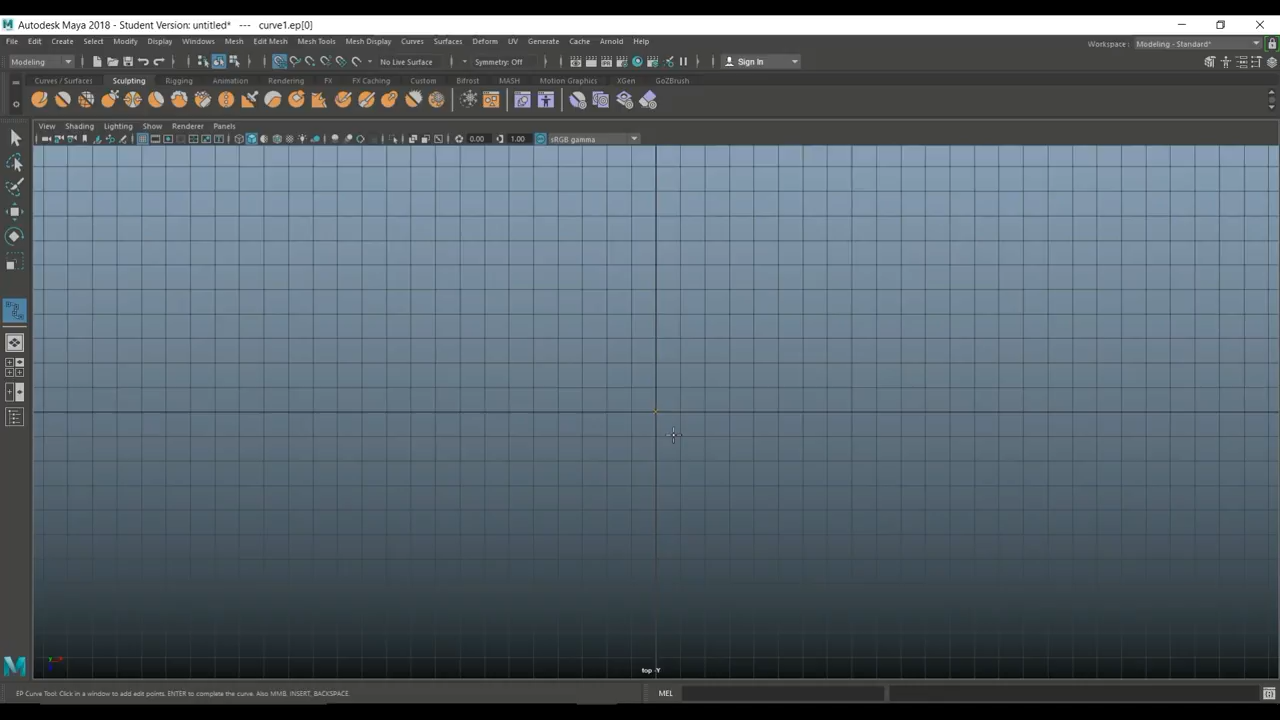 Autodesk Maya 2018 - Student Version: untitled* --- curve1.ep[0]
File Edit Create Select Modify Display Windows Mesh Edit Mesh Mesh Tools Mesh Display Curves Surfaces Deform UV Generate Cache Arnold Help
Workspace : Modeling - Standard*
Modeling No Live Surface Symmetry: Off Sign In
Curves / Surfaces Sculpting Rigging Animation Rendering FX FX Caching Custom Bifrost MASH Motion Graphics XGen GoZBrush
View Shading Lighting Show Renderer Panels
0.00 1.00 sRGB gamma
top -Y
EP Curve Tool: Click in a window to add edit points. ENTER to complete the curve. Also MMB, INSERT, BACKSPACE.
MEL